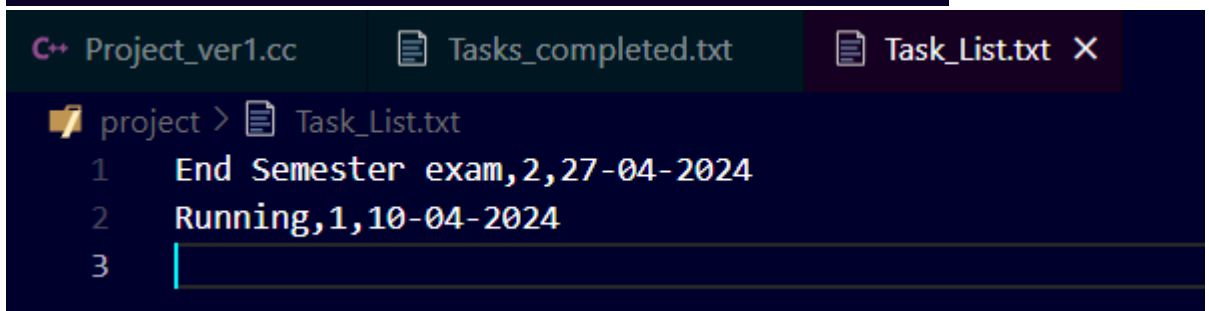 C++ Project_ver1.cc Tasks_completed.txt Task_List.txt ×
project > Task_List.txt
1 End Semester exam,2,27-04-2024
2 Running,1,10-04-2024
3